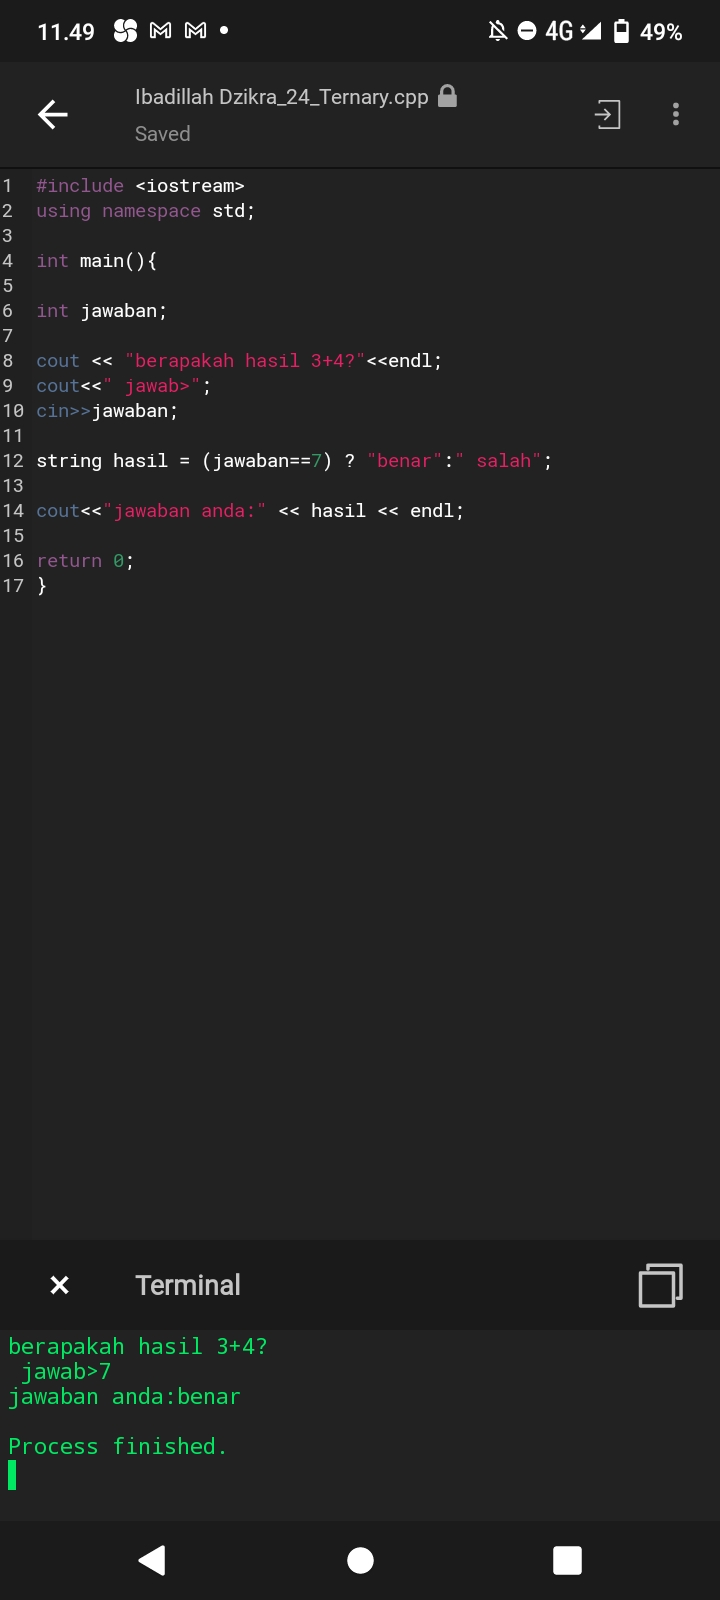 11.49 4G 49%
Ibadillah Dzikra_24_Ternary.cpp
Saved
1 #include <iostream>
2 using namespace std;
3
4 int main(){
5
6 int jawaban;
7
8 cout << "berapakah hasil 3+4?"<<endl;
9 cout<<" jawab>";
10 cin>>jawaban;
11
12 string hasil = (jawaban==7) ? "benar":" salah";
13
14 cout<<"jawaban anda:" << hasil << endl;
15
16 return 0;
17 }
Terminal
berapakah hasil 3+4?
 jawab>7
jawaban anda:benar
Process finished.